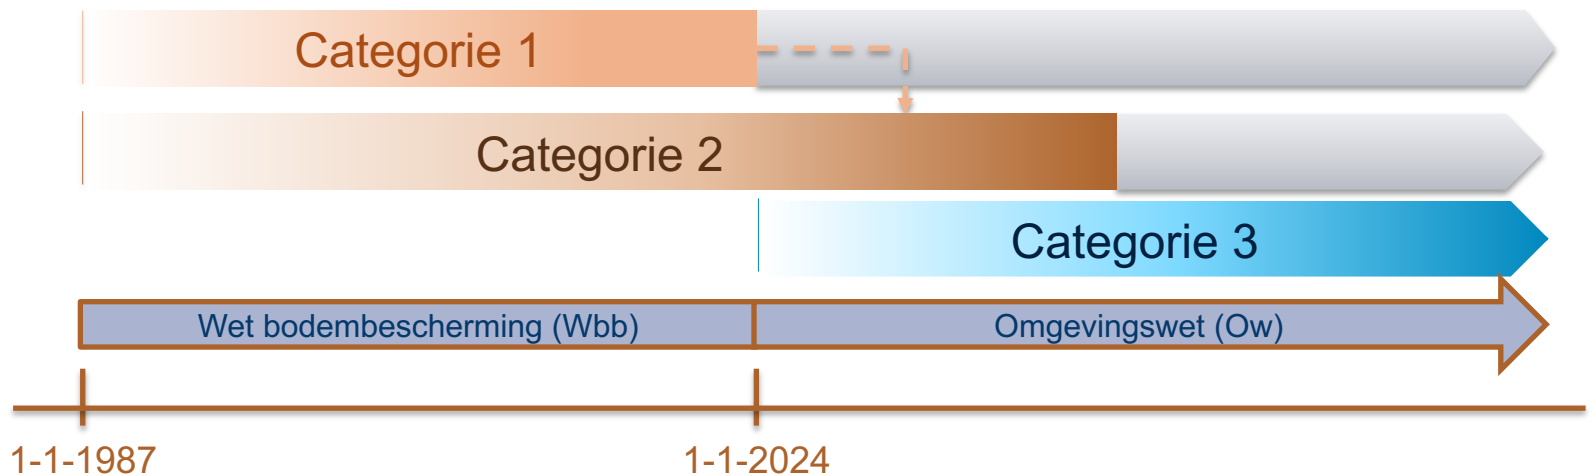 Categorie 1
Categorie 2
Categorie 3
Wet bodembescherming (Wbb)
Omgevingswet (Ow)
1-1-1987
1-1-2024